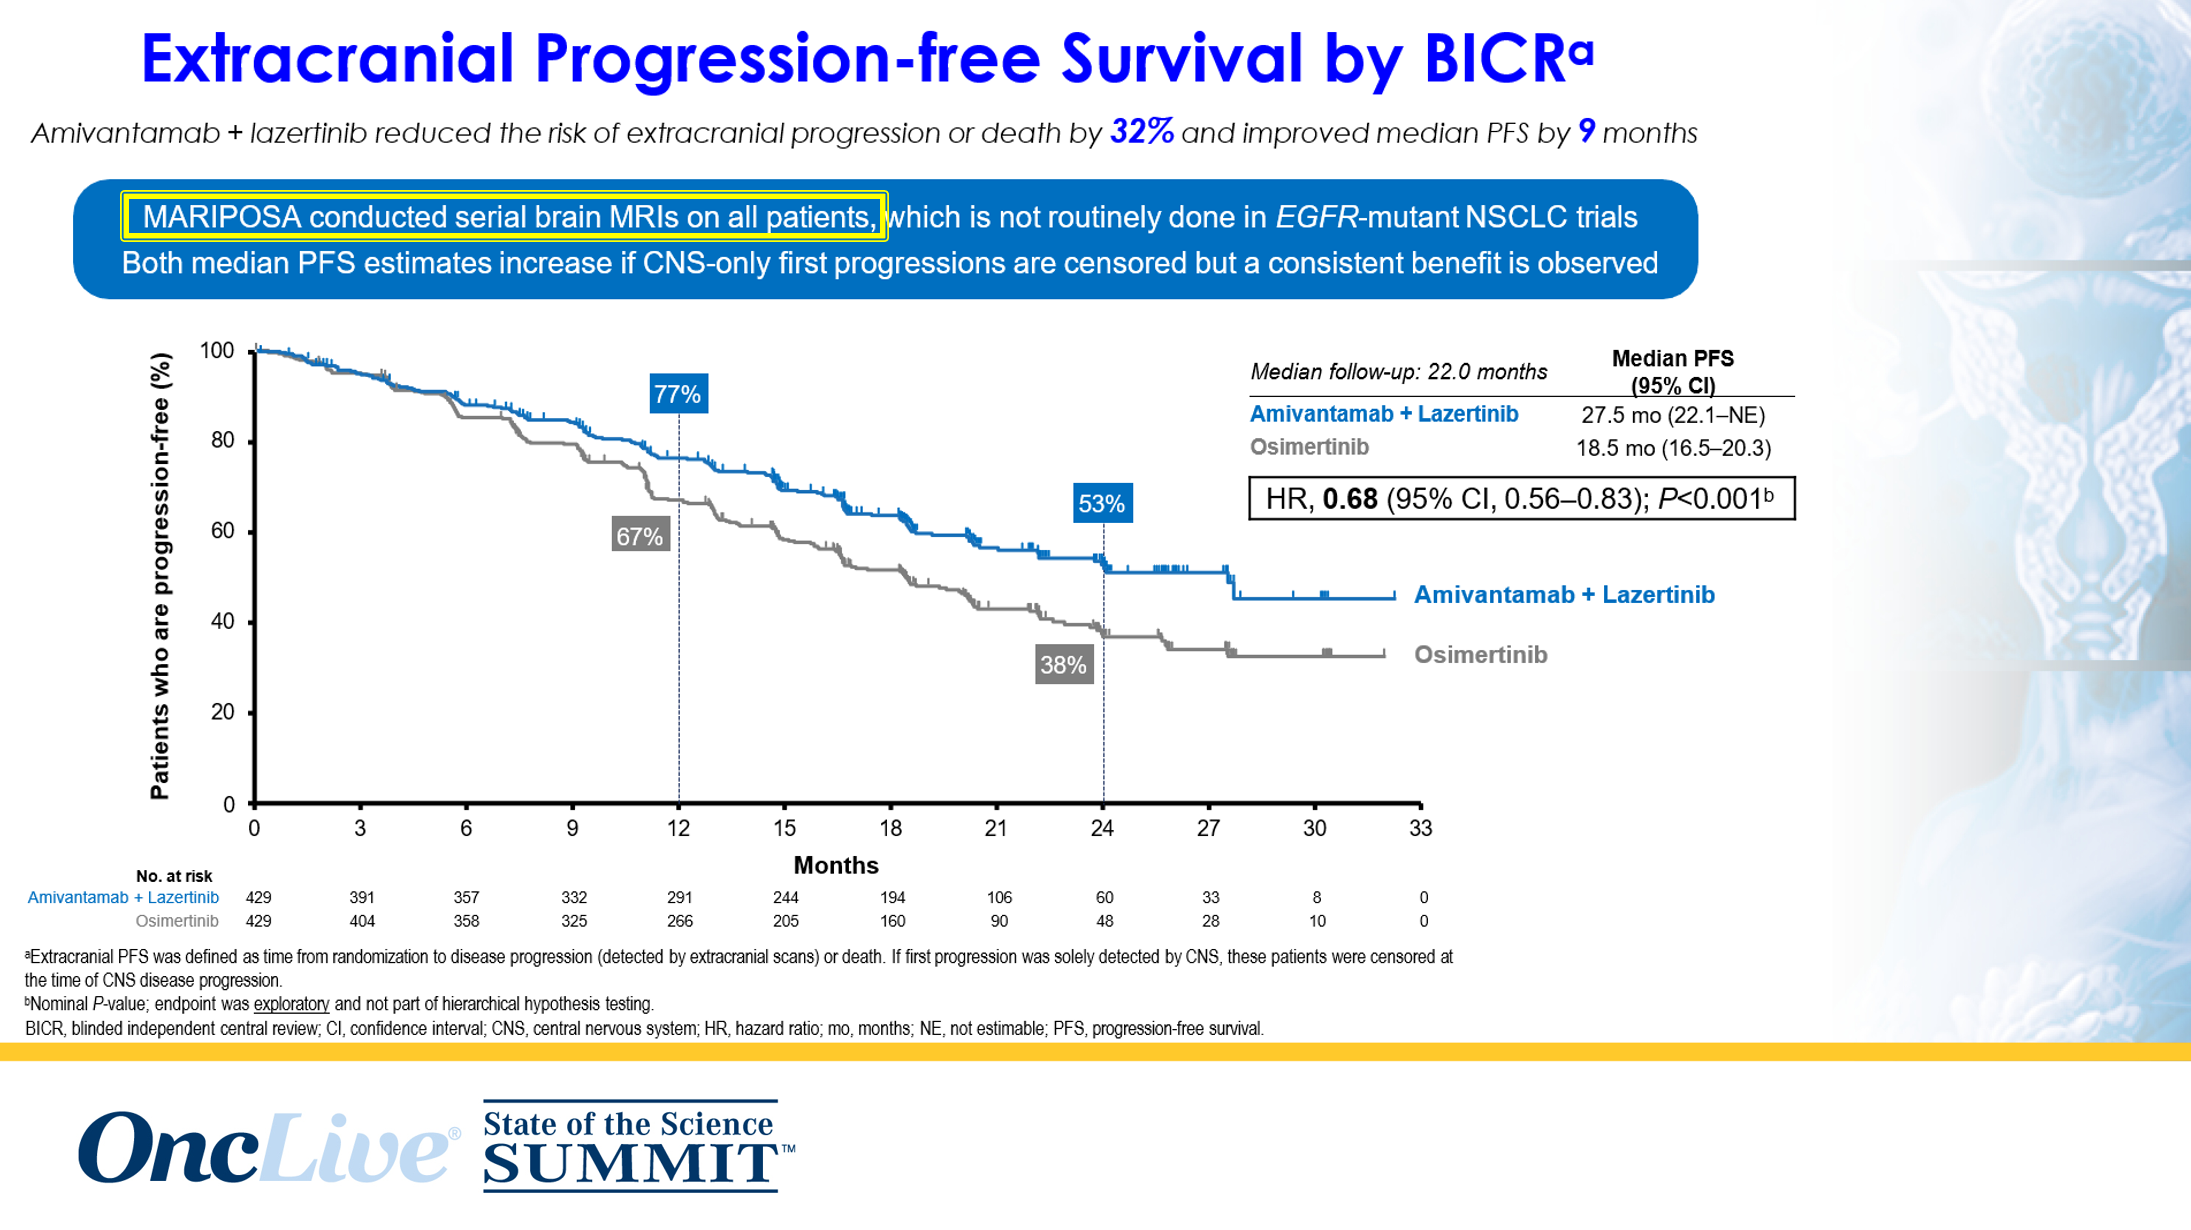 Extracranial Progression-free Survival by BICRᵃ
Amivantamab + lazertinib reduced the risk of extracranial progression or death by 32% and improved median PFS by 9 months
MARIPOSA conducted serial brain MRIs on all patients, which is not routinely done in EGFR-mutant NSCLC trials
Both median PFS estimates increase if CNS-only first progressions are censored but a consistent benefit is observed
Patients who are progression-free (%)
100
80
60
40
20
0
77%
67%
53%
38%
Median follow-up: 22.0 months
Median PFS
(95% CI)
Amivantamab + Lazertinib 27.5 mo (22.1–NE)
Osimertinib 18.5 mo (16.5–20.3)
HR, 0.68 (95% CI, 0.56–0.83); P<0.001ᵇ
Amivantamab + Lazertinib
Osimertinib
0 3 6 9 12 15 18 21 24 27 30 33
Months
No. at risk
Amivantamab + Lazertinib 429 391 357 332 291 244 194 106 60 33 8 0
Osimertinib 429 404 358 325 266 205 160 90 48 28 10 0
ᵃExtracranial PFS was defined as time from randomization to disease progression (detected by extracranial scans) or death. If first progression was solely detected by CNS, these patients were censored at
the time of CNS disease progression.
ᵇNominal P-value; endpoint was exploratory and not part of hierarchical hypothesis testing.
BICR, blinded independent central review; CI, confidence interval; CNS, central nervous system; HR, hazard ratio; mo, months; NE, not estimable; PFS, progression-free survival.
OncLive®
State of the Science
SUMMIT™